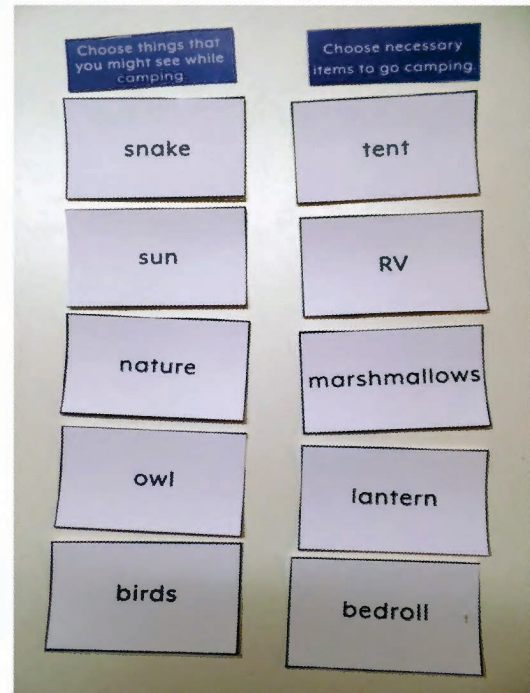 Choose things that
you might see while
camping.
snake
sun
nature
owl
birds
Choose necessary
items to go camping.
tent
RV
marshmallows
lantern
bedroll